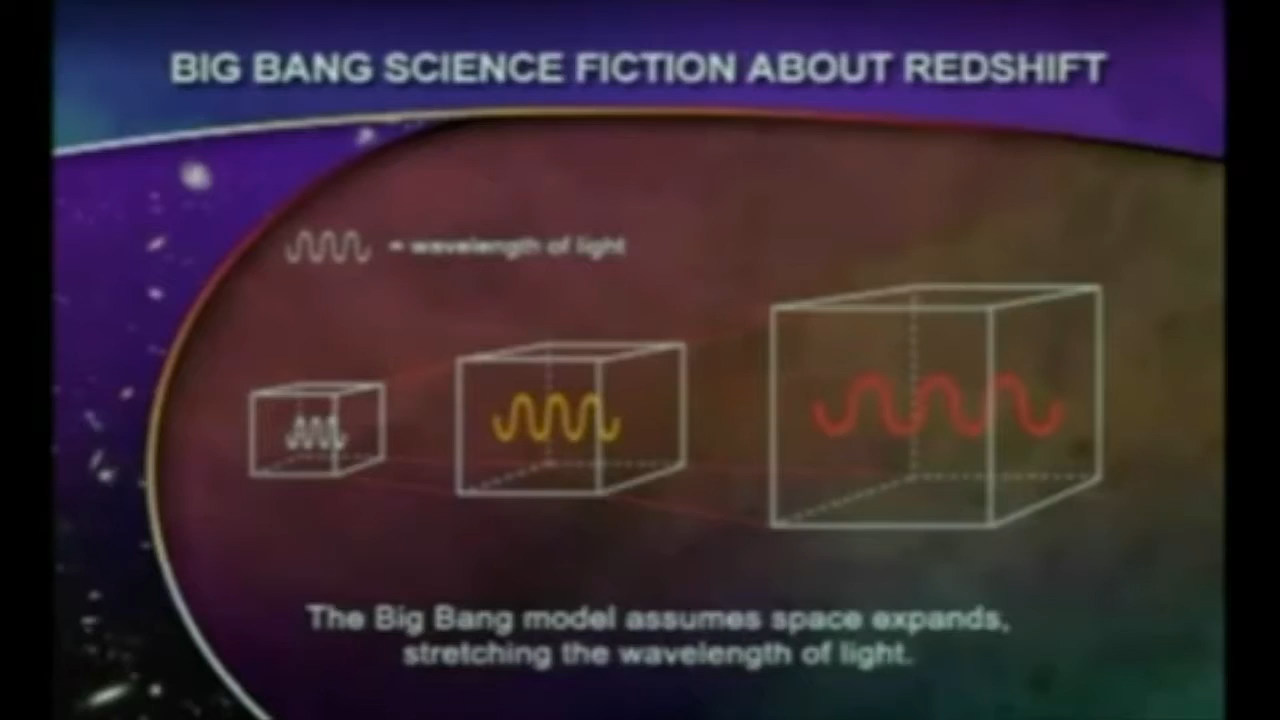 BIG BANG SCIENCE FICTION ABOUT REDSHIFT
= wavelength of light
The Big Bang model assumes space expands,
stretching the wavelength of light.